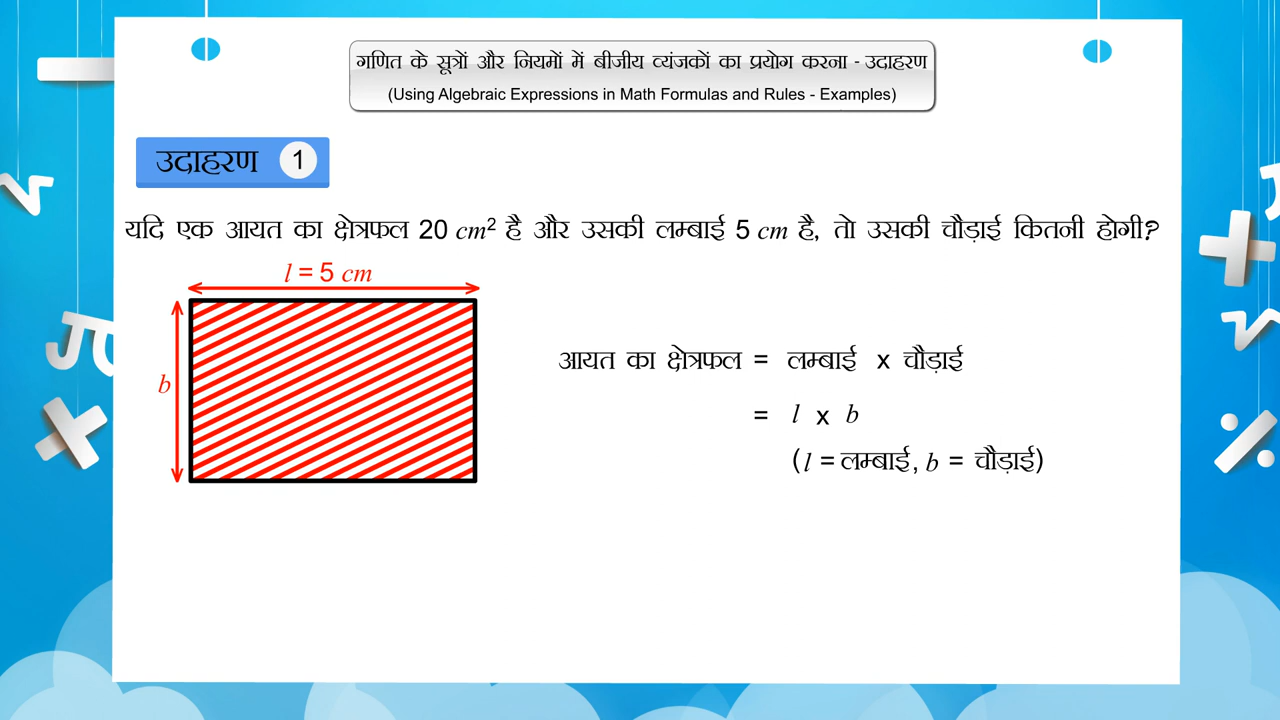 गणित के सूत्रों और नियमों में बीजीय व्यंजकों का प्रयोग करना - उदाहरण
(Using Algebraic Expressions in Math Formulas and Rules - Examples)
उदाहरण 1
यदि एक आयत का क्षेत्रफल 20 cm² है और उसकी लम्बाई 5 cm है, तो उसकी चौड़ाई कितनी होगी?
l = 5 cm
b
आयत का क्षेत्रफल = लम्बाई x चौड़ाई
= l x b
(l = लम्बाई, b = चौड़ाई)